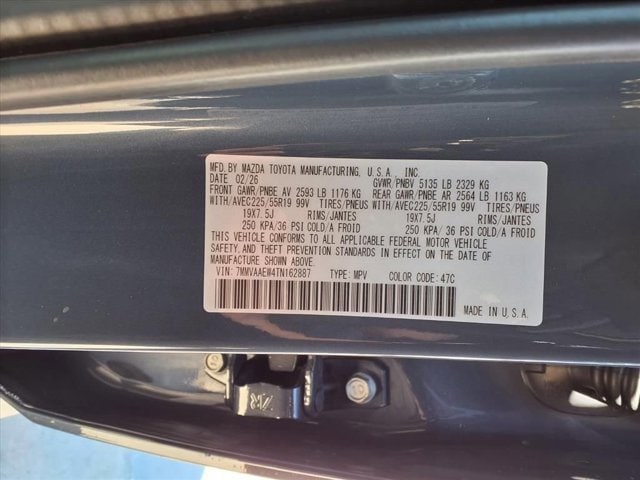 MFD.BY MAZDA TOYOTA MANUFACTURING, U.S.A., INC.
DATE 02/26 GVWR/PNBV 5135 LB 2329 KG
FRONT GAWR/PNBE AV 2593 LB 1176 KG REAR GAWR/PNBE AR 2564 LB 1163 KG
WITH/AVEC225/55R19 99V TIRES/PNEUS WITH/AVEC225/55R19 99V TIRES/PNEUS
19X7.5J RIMS/JANTES 19X7.5J RIMS/JANTES
250 KPA/36 PSI COLD/A FROID 250 KPA/36 PSI COLD/A FROID
THIS VEHICLE CONFORMS TO ALL APPLICABLE FEDERAL MOTOR VEHICLE
SAFETY,AND THEFT PREVENTION STANDARDS IN EFFECT ON THE DATE OF
MANUFACTURE SHOWN ABOVE.
VIN: 7MMVAAEW4TN162887 TYPE: MPV COLOR CODE: 47C
MADE IN U.S.A.